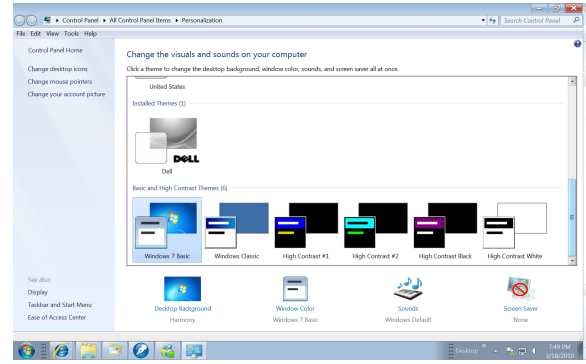 Control Panel ▸ All Control Panel Items ▸ Personalization
Search Control Panel
File Edit View Tools Help
Control Panel Home
Change desktop icons
Change mouse pointers
Change your account picture
Change the visuals and sounds on your computer
Click a theme to change the desktop background, window color, sounds, and screen saver all at once.
United States
Installed Themes (1)
DELL
Dell
Basic and High Contrast Themes (6)
Windows 7 Basic
Windows Classic
High Contrast #1
High Contrast #2
High Contrast Black
High Contrast White
See also
Display
Taskbar and Start Menu
Ease of Access Center
Desktop Background
Harmony
Window Color
Windows 7 Basic
Sounds
Windows Default
Screen Saver
None
Desktop
7:49 PM
3/18/2010